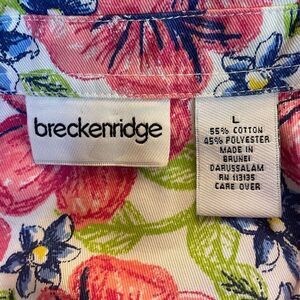 breckenridge
L
55% COTTON
45% POLYESTER
MADE IN
BRUNEI
DARUSSALAM
RN 113135
CARE OVER